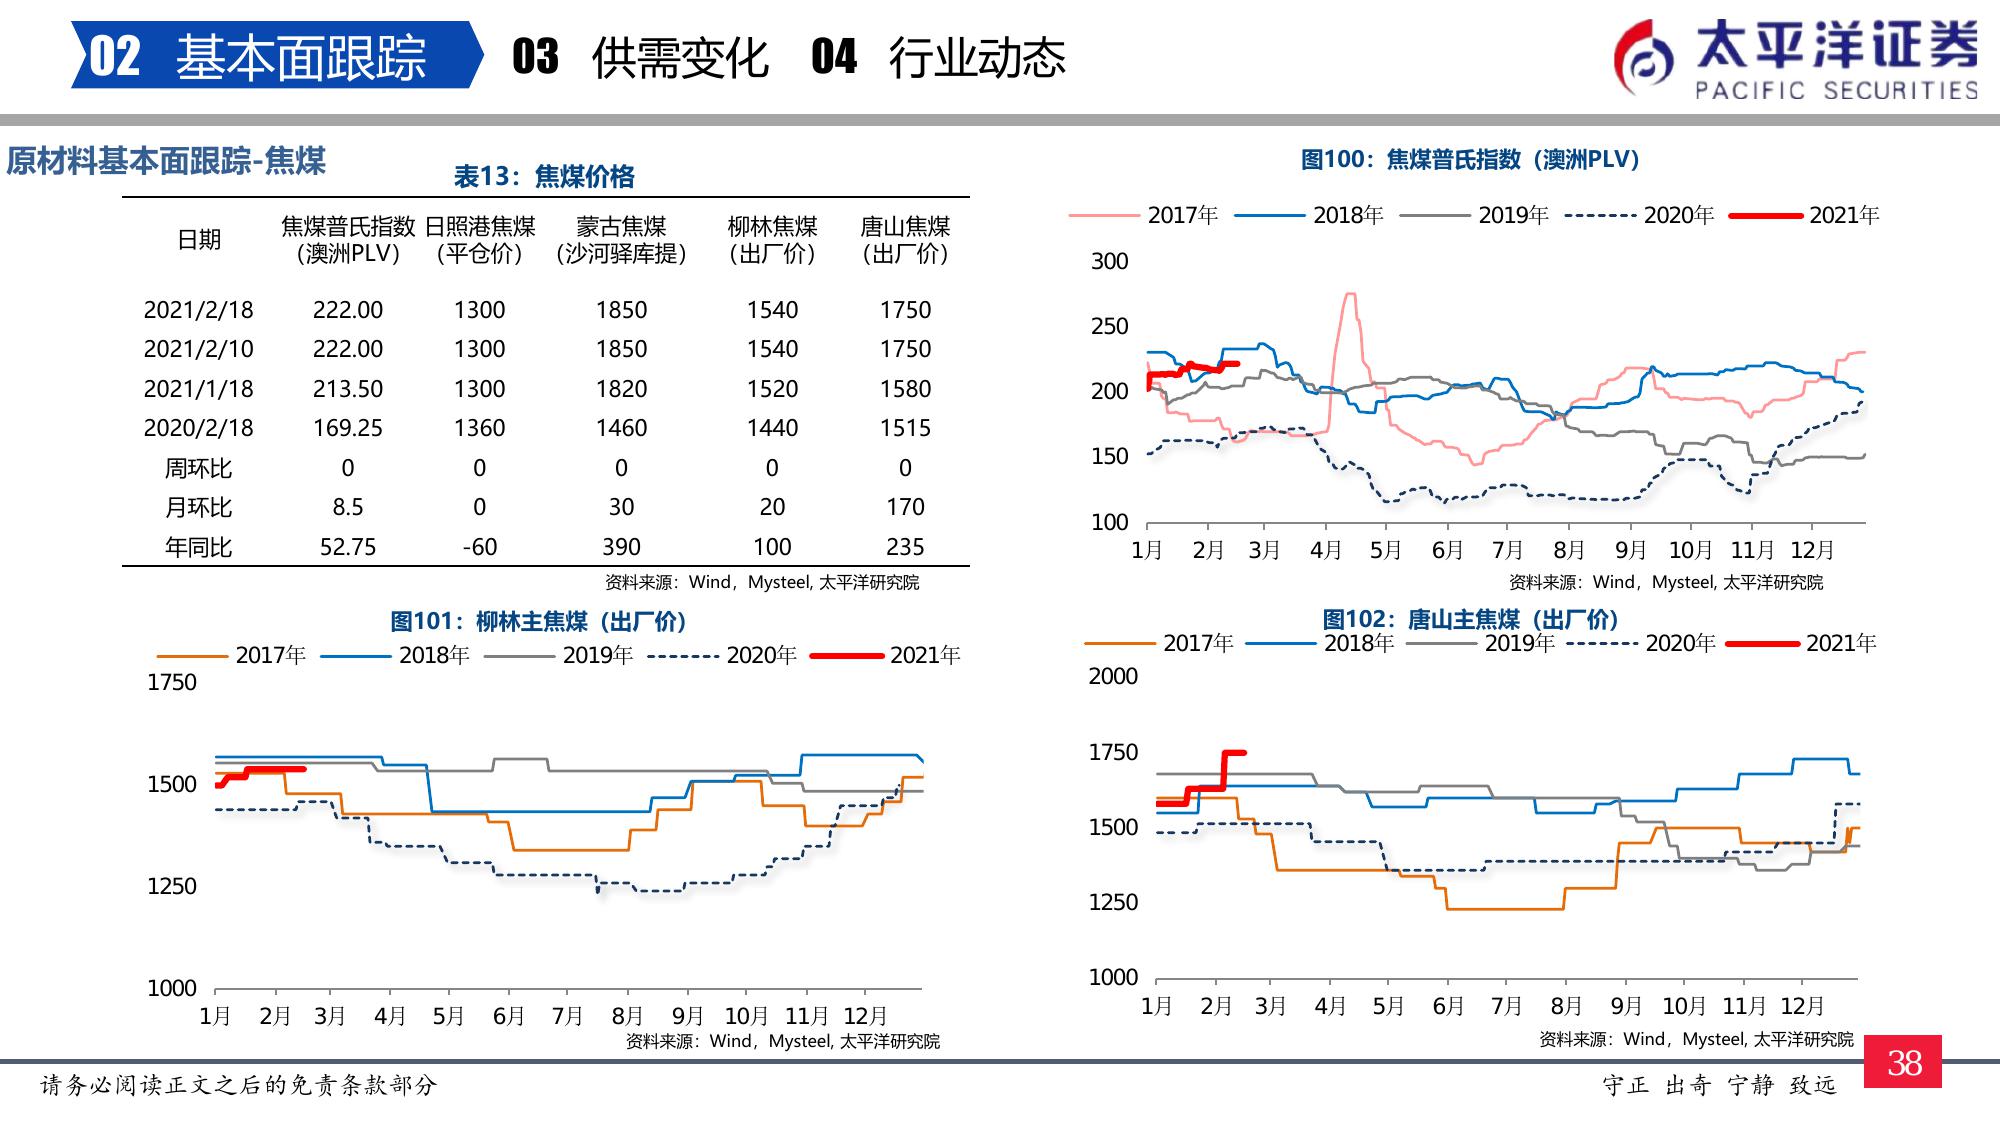 02 基本面跟踪 03 供需变化 04 行业动态
太平洋证券
PACIFIC SECURITIES
原材料基本面跟踪-焦煤
表13：焦煤价格
日期 焦煤普氏指数（澳洲PLV） 日照港焦煤（平仓价） 蒙古焦煤（沙河驿库提） 柳林焦煤（出厂价） 唐山焦煤（出厂价）
2021/2/18 222.00 1300 1850 1540 1750
2021/2/10 222.00 1300 1850 1540 1750
2021/1/18 213.50 1300 1820 1520 1580
2020/2/18 169.25 1360 1460 1440 1515
周环比 0 0 0 0 0
月环比 8.5 0 30 20 170
年同比 52.75 -60 390 100 235
资料来源：Wind，Mysteel, 太平洋研究院
图100：焦煤普氏指数（澳洲PLV）
2017年 2018年 2019年 2020年 2021年
300
250
200
150
100
1月 2月 3月 4月 5月 6月 7月 8月 9月 10月 11月 12月
资料来源：Wind，Mysteel, 太平洋研究院
图101：柳林主焦煤（出厂价）
2017年 2018年 2019年 2020年 2021年
1750
1500
1250
1000
1月 2月 3月 4月 5月 6月 7月 8月 9月 10月 11月 12月
资料来源：Wind，Mysteel, 太平洋研究院
图102：唐山主焦煤（出厂价）
2017年 2018年 2019年 2020年 2021年
2000
1750
1500
1250
1000
1月 2月 3月 4月 5月 6月 7月 8月 9月 10月 11月 12月
资料来源：Wind，Mysteel, 太平洋研究院
请务必阅读正文之后的免责条款部分
守正 出奇 宁静 致远
38